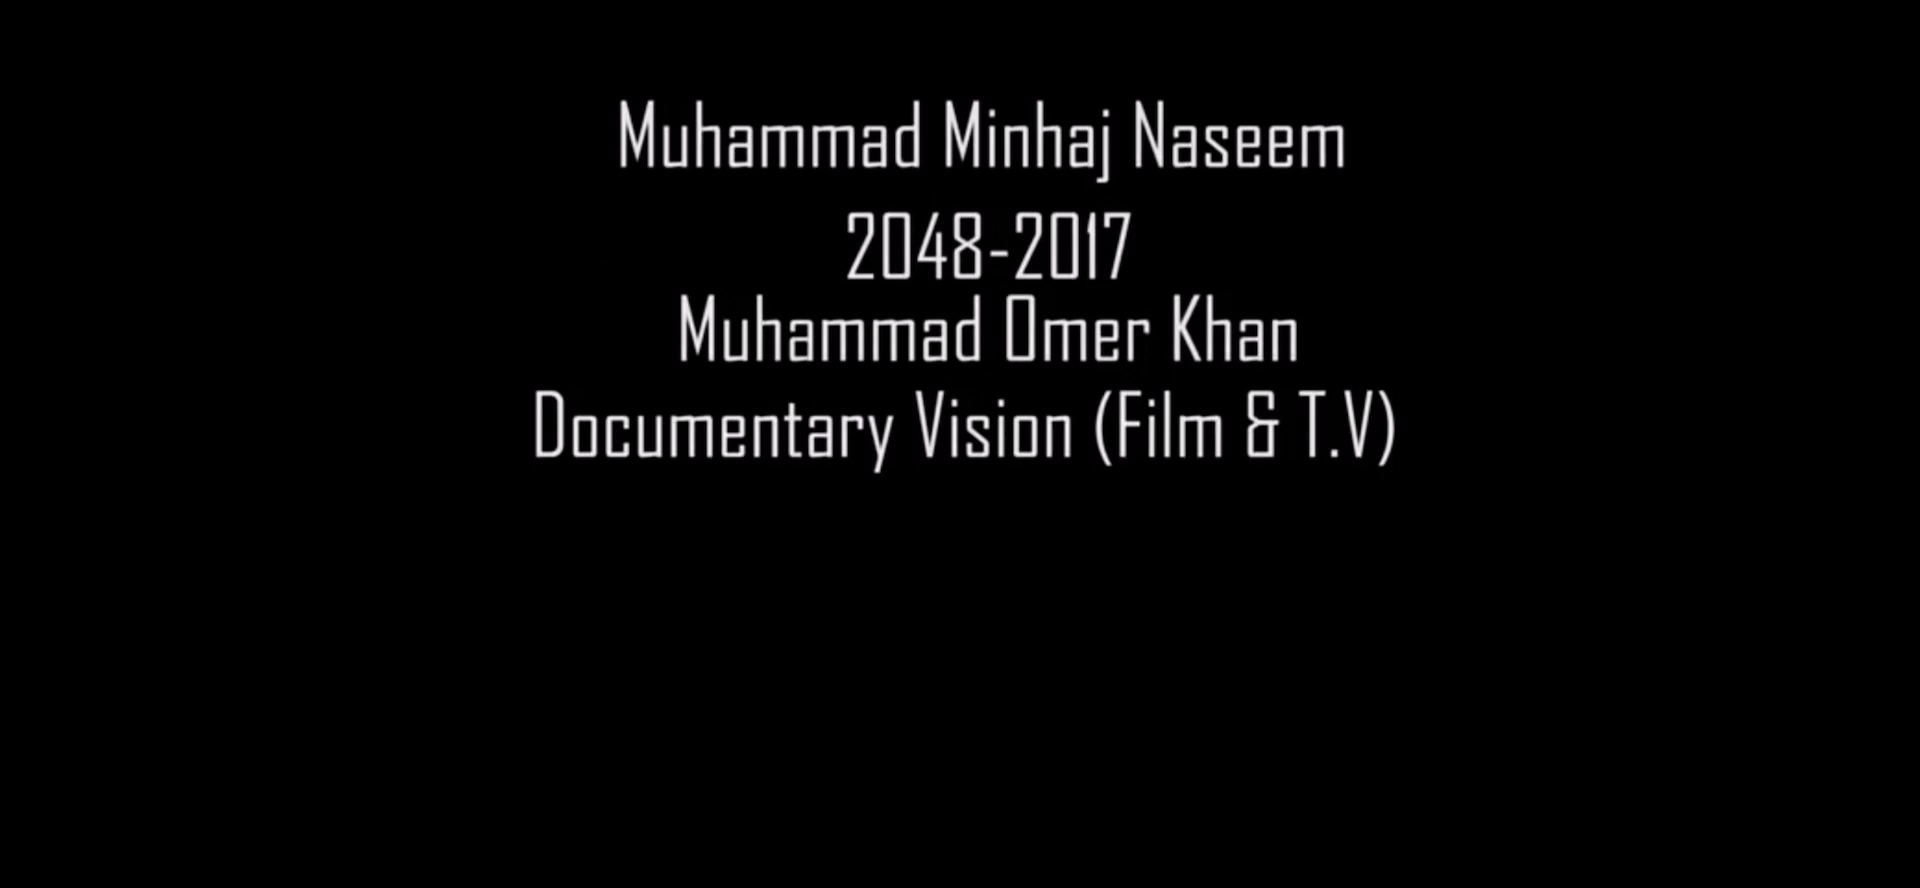 Muhammad Minhaj Naseem
2048-2017
Muhammad Omer Khan
Documentary Vision (Film & T.V)